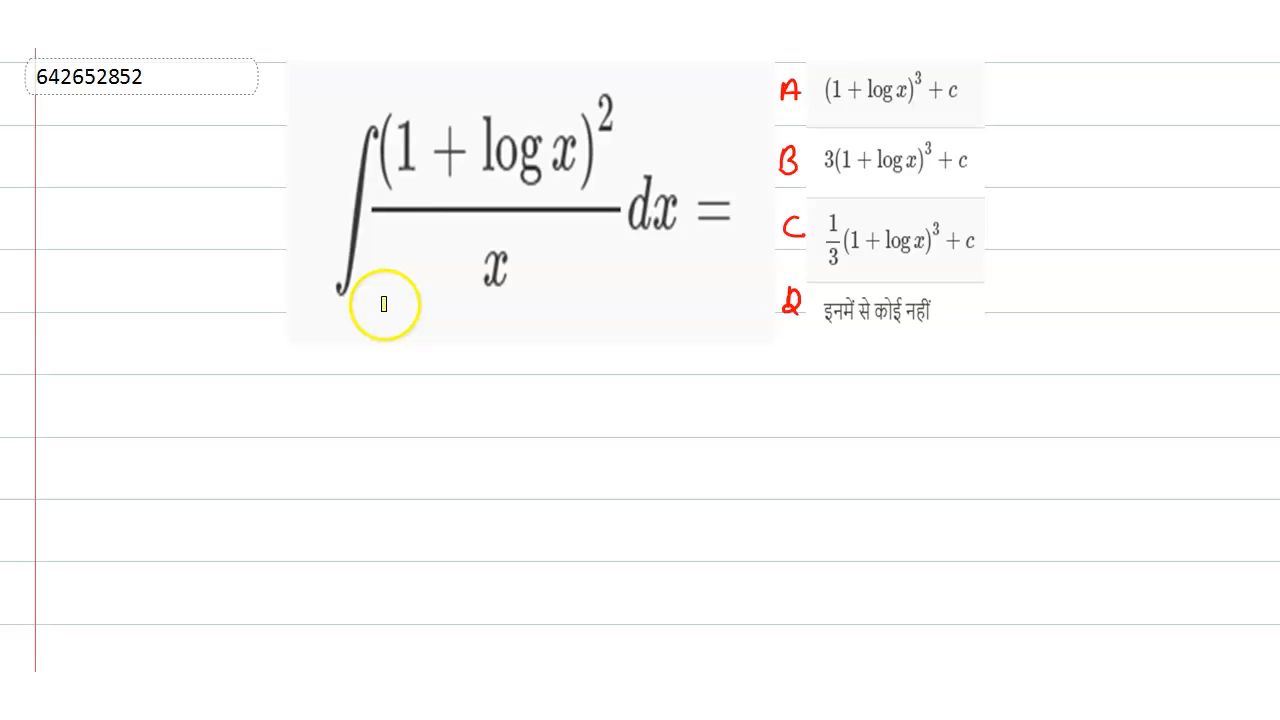 642652852
∫ (1 + log x)² / x dx =
A (1 + log x)³ + c
B 3(1 + log x)³ + c
C 1/3 (1 + log x)³ + c
D इनमें से कोई नहीं